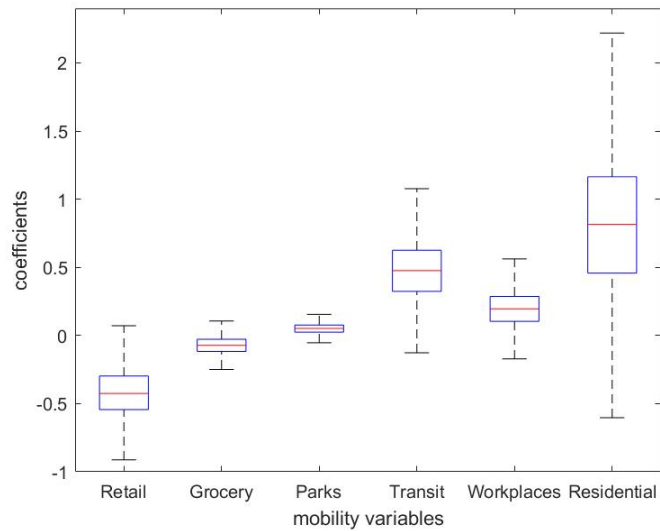 2
1.5
1
0.5
0
-0.5
-1
coefficients
Retail Grocery Parks Transit Workplaces Residential
mobility variables